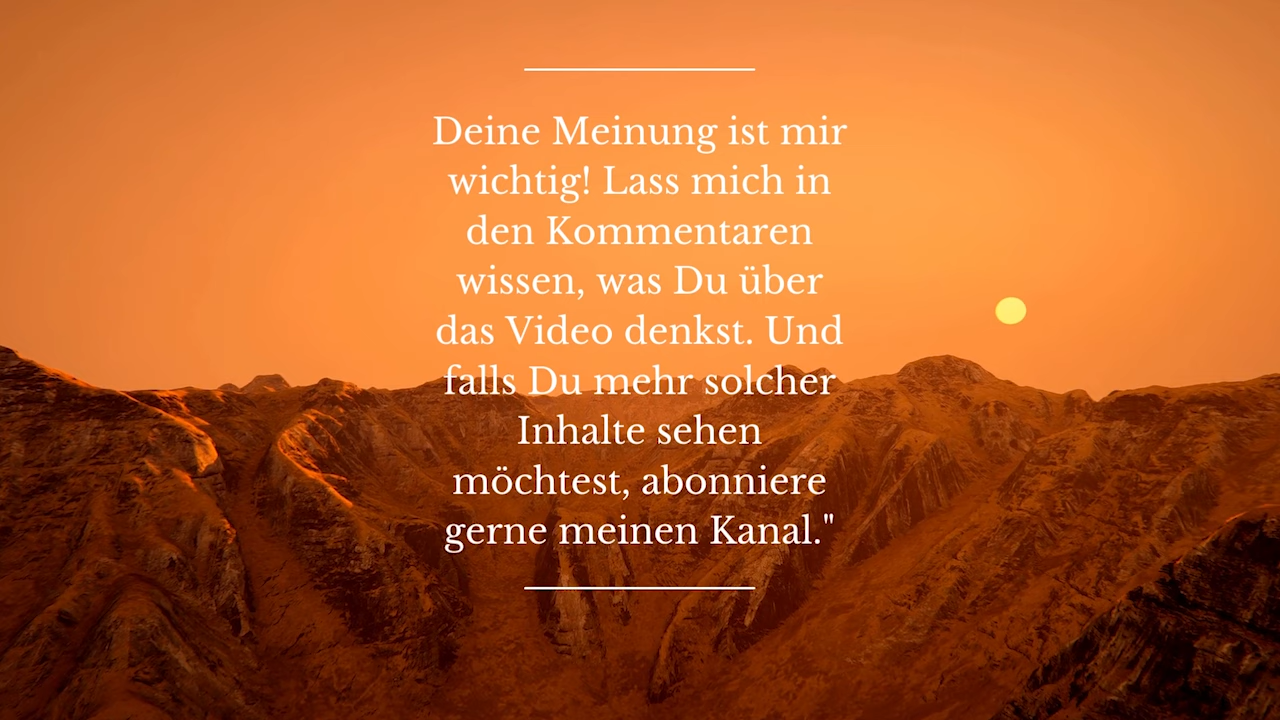 Deine Meinung ist mir
wichtig! Lass mich in
den Kommentaren
wissen, was Du über
das Video denkst. Und
falls Du mehr solcher
Inhalte sehen
möchtest, abonniere
gerne meinen Kanal."